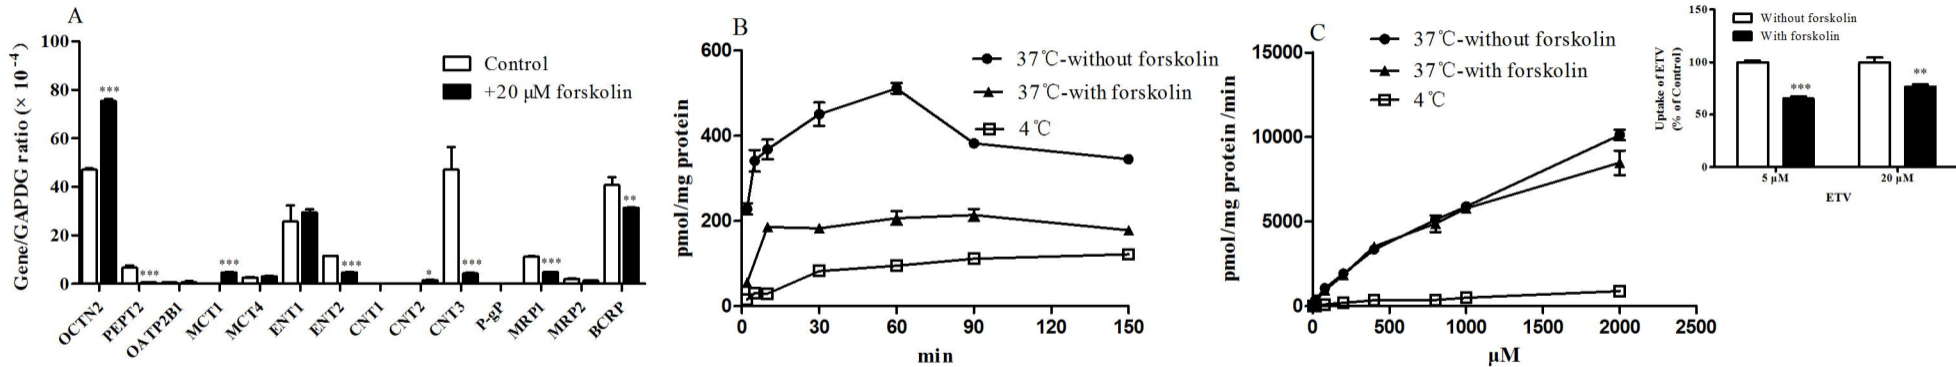 A
Gene/GAPDG ratio (× 10⁻⁴)
100
80
60
40
20
0
Control
+20 μM forskolin
***
***
***
***
*
***
***
**
OCTN2
PEPT2
OATP2B1
MCT1
MCT4
ENT1
ENT2
CNT1
CNT2
CNT3
P-gP
MRP1
MRP2
BCRP
B
pmol/mg protein
600
400
200
0
37℃-without forskolin
37℃-with forskolin
4℃
0 30 60 90 120 150
min
C
pmol/mg protein /min
15000
10000
5000
0
37℃-without forskolin
37℃-with forskolin
4℃
0 500 1000 1500 2000 2500
μM
Uptake of ETV
(% of Control)
150
100
50
0
Without forskolin
With forskolin
***
**
5 μM 20 μM
ETV